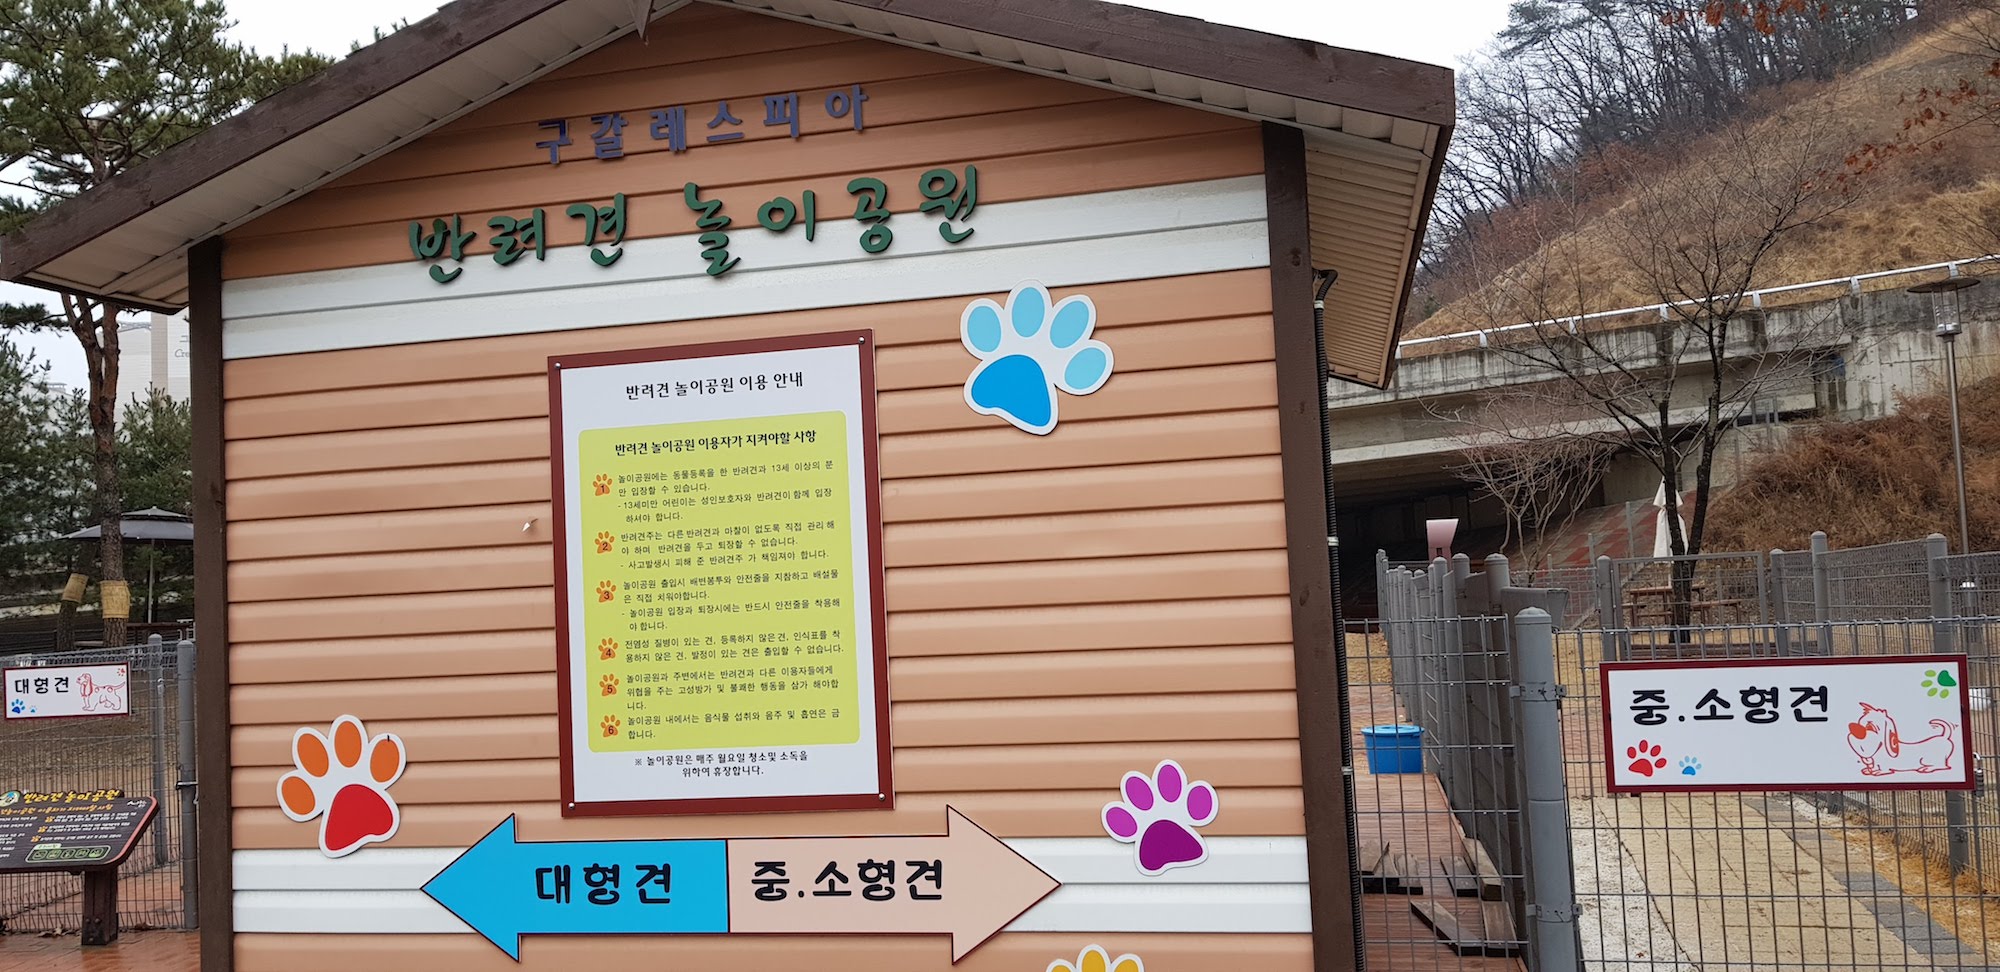 구갈레스피아
반려견 놀이공원
반려견 놀이공원 이용 안내
반려견 놀이공원 이용자가 지켜야할 사항
1 놀이공원에는 동물등록을 한 반려견과 13세 이상의 분
만 입장할 수 있습니다.
- 13세미만 어린이는 성인보호자와 반려견이 함께 입장
하셔야 합니다.
2 반려견주는 다른 반려견과 마찰이 없도록 직접 관리 해
야 하며 반려견을 두고 퇴장할 수 없습니다.
- 사고발생시 피해 준 반려견주 가 책임져야 합니다.
3 놀이공원 출입시 배변봉투와 안전줄을 지참하고 배설물
은 직접 치워야합니다.
- 놀이공원 입장과 퇴장시에는 반드시 안전줄을 착용해
야 합니다.
4 전염성 질병이 있는 견, 등록하지 않은견, 인식표를 착
용하지 않은 견, 발정이 있는 견은 출입할 수 없습니다.
5 놀이공원과 주변에서는 반려견과 다른 이용자들에게
위협을 주는 고성방가 및 불쾌한 행동을 삼가 해야합
니다.
6 놀이공원 내에서는 음식물 섭취와 음주 및 흡연은 금
합니다.
※ 놀이공원은 매주 월요일 청소및 소독을
위하여 휴장합니다.
대형견
중.소형견
대형견
중.소형견
반려견 놀이공원